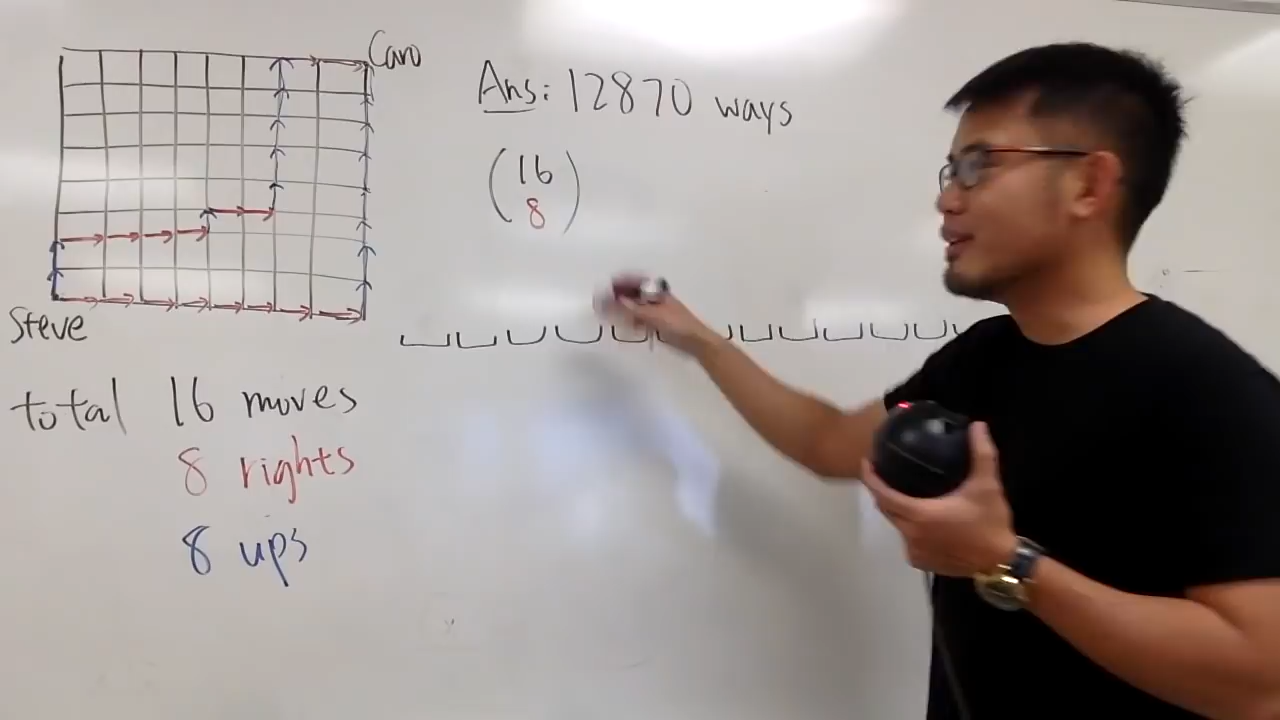 Caro
Ans: 12870 ways
(16
8)
Steve
total 16 moves
8 rights
8 ups